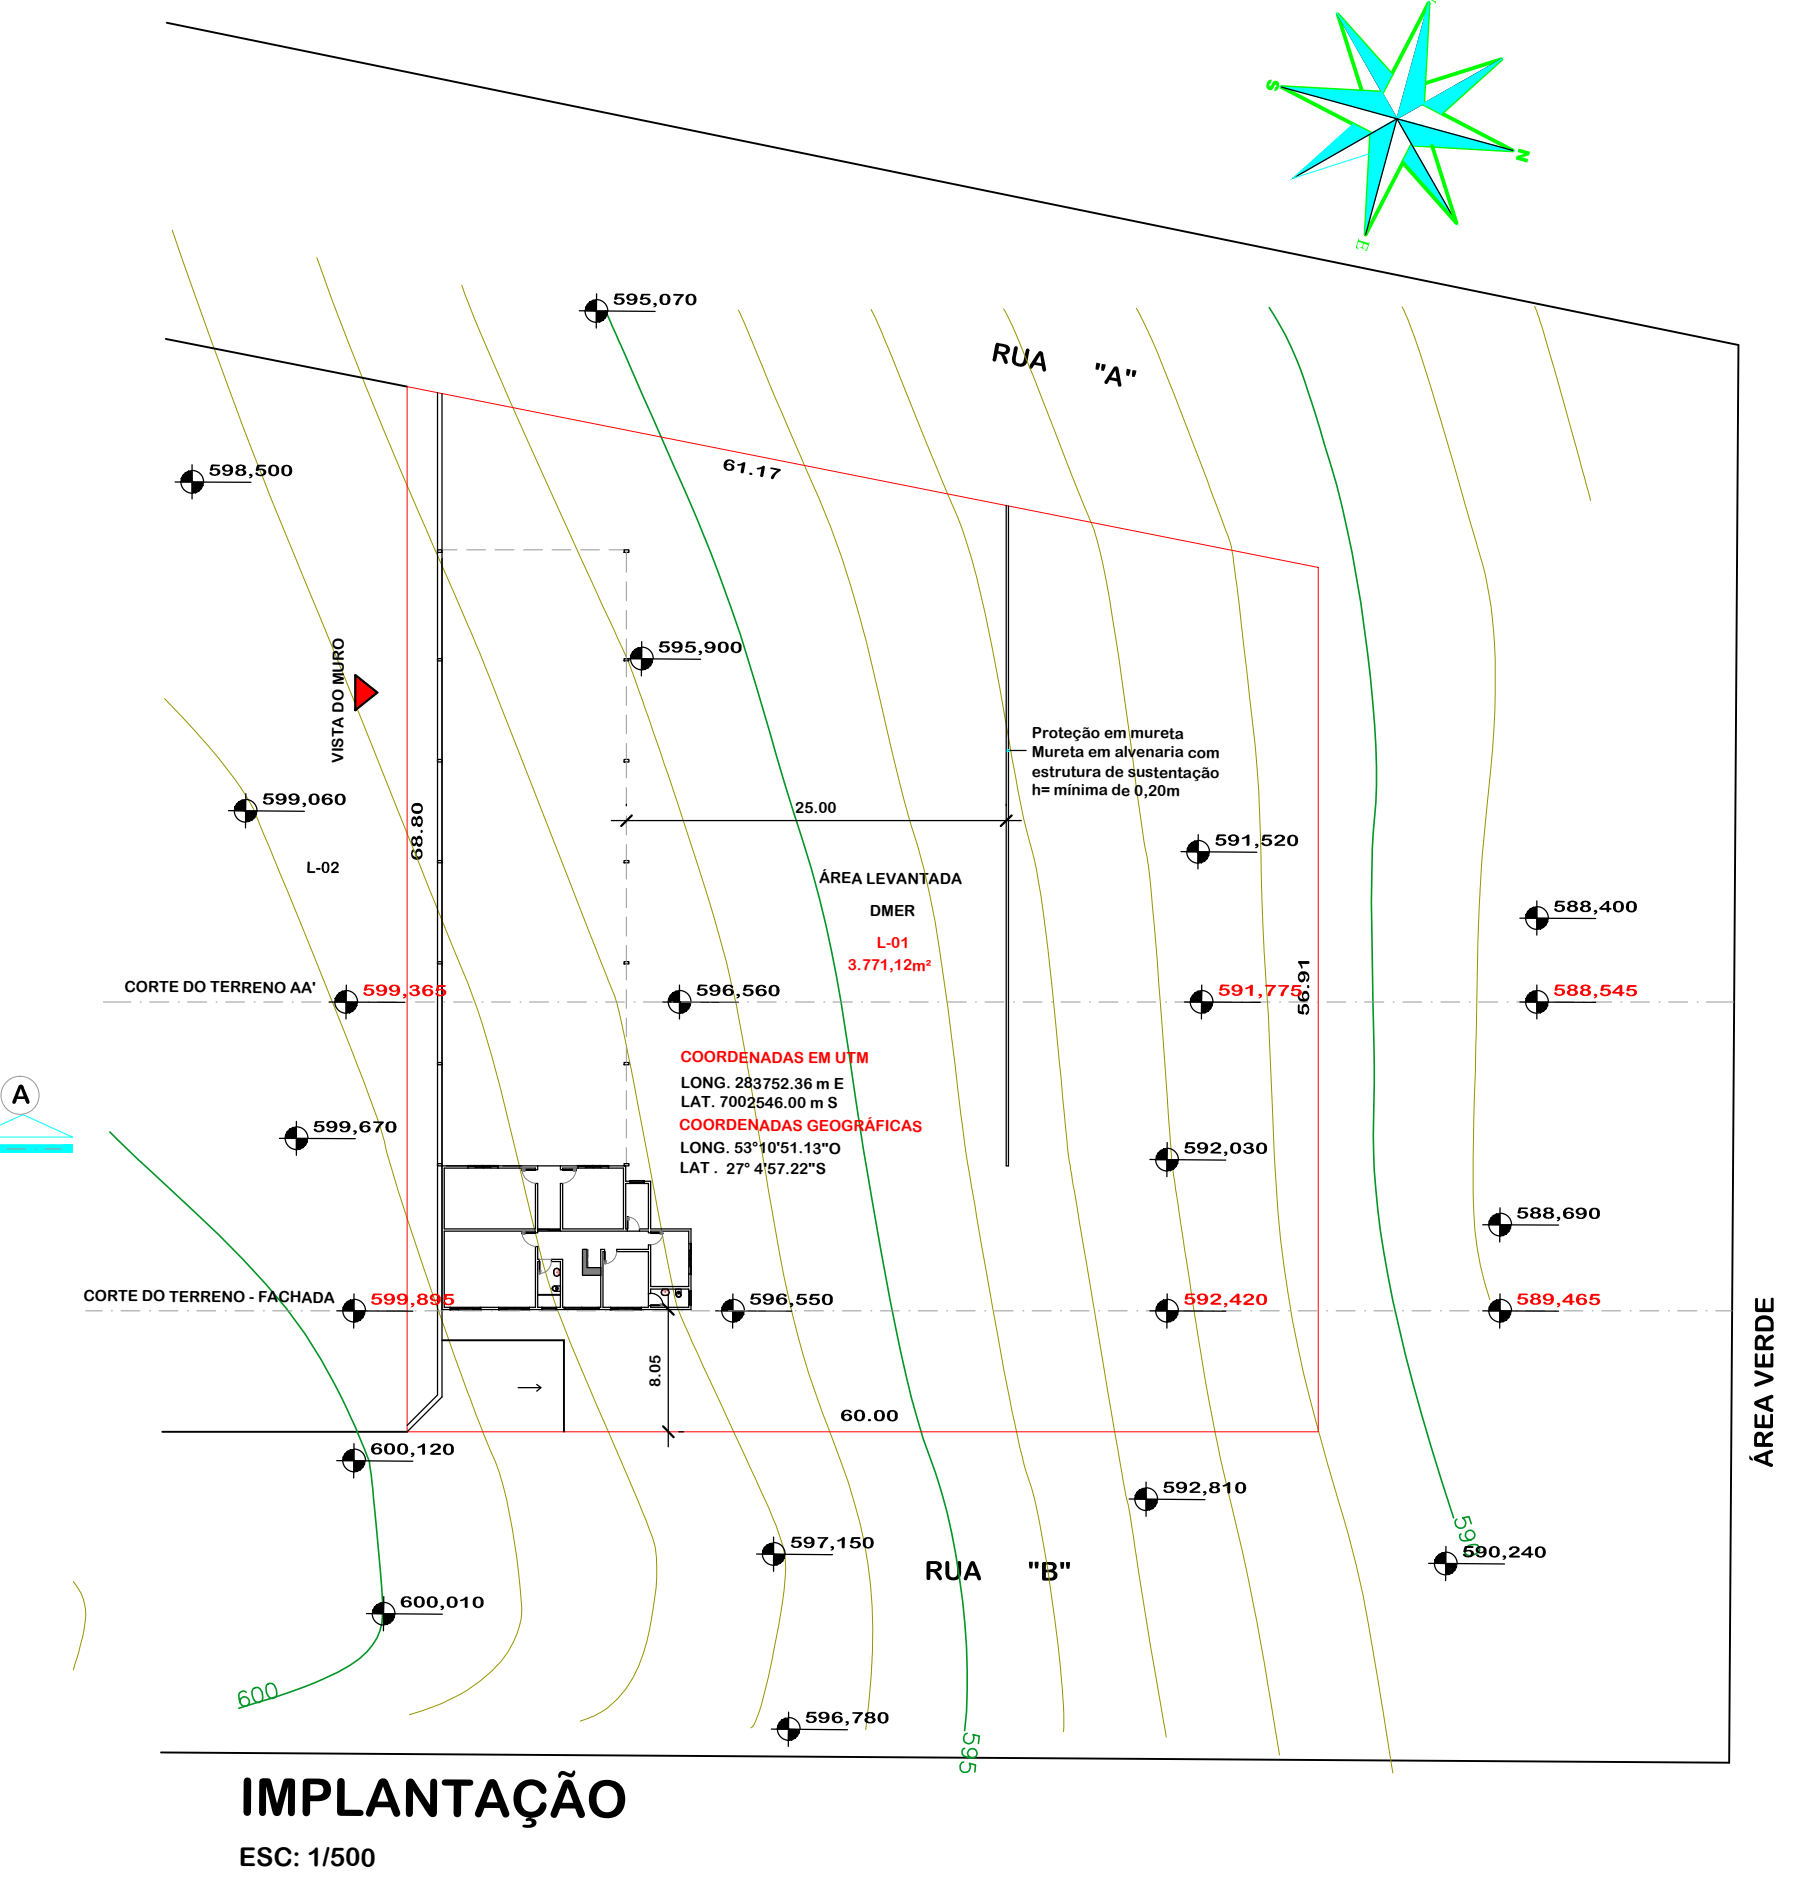 S
N
E
595,070
RUA "A"
61.17
598,500
595,900
VISTA DO MURO
Proteção em mureta
Mureta em alvenaria com
estrutura de sustentação
h= mínima de 0,20m
599,060
68.80
25.00
591,520
L-02
ÁREA LEVANTADA
DMER
L-01
3.771,12m²
588,400
CORTE DO TERRENO AA'
599,365
596,560
591,775
56.91
588,545
COORDENADAS EM UTM
LONG. 283752.36 m E
LAT. 7002546.00 m S
COORDENADAS GEOGRÁFICAS
LONG. 53°10'51.13"O
LAT . 27° 4'57.22"S
A
599,670
592,030
588,690
CORTE DO TERRENO - FACHADA
599,895
596,550
592,420
589,465
8.05
60.00
ÁREA VERDE
600,120
592,810
597,150
RUA "B"
590
590,240
600,010
600
596,780
595
IMPLANTAÇÃO
ESC: 1/500